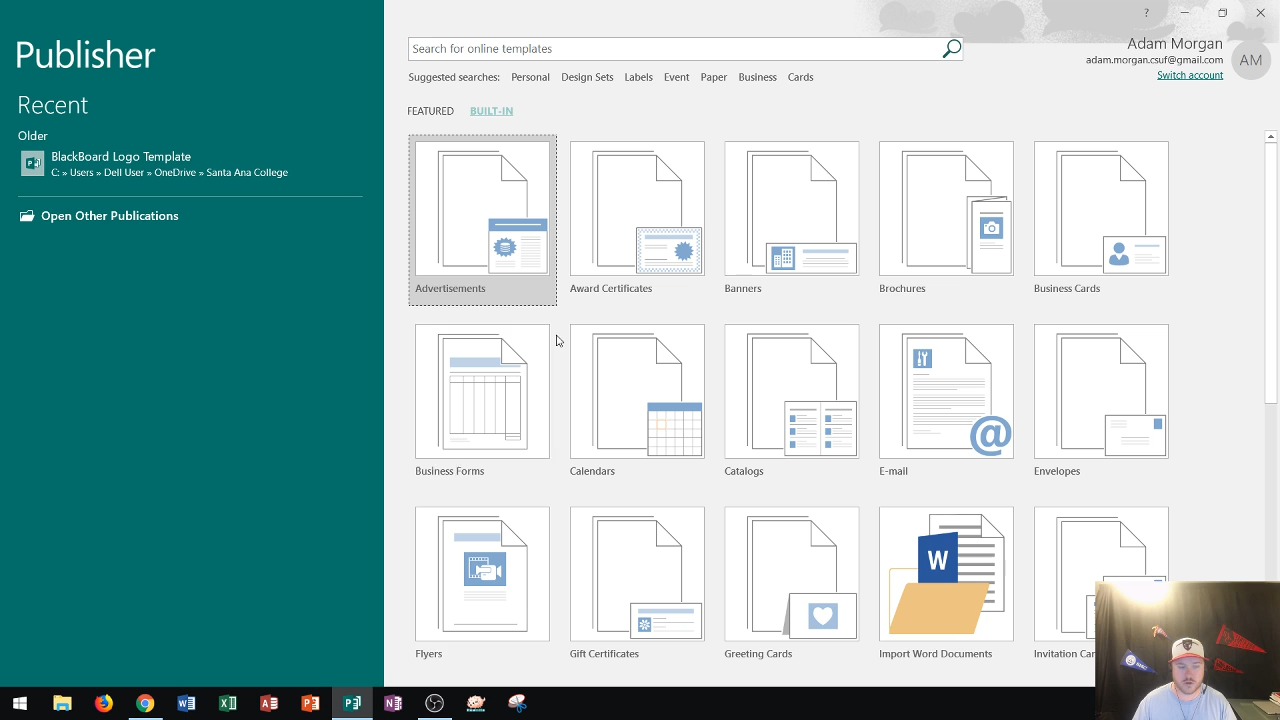 Publisher
Recent
Older
BlackBoard Logo Template
C: » Users » Dell User » OneDrive » Santa Ana College
Open Other Publications
?
Search for online templates
Adam Morgan
adam.morgan.csuf@gmail.com
Switch account
AM
Suggested searches: Personal Design Sets Labels Event Paper Business Cards
FEATURED BUILT-IN
Advertisements Award Certificates Banners Brochures Business Cards
@
Business Forms Calendars Catalogs E-mail Envelopes
W
Flyers Gift Certificates Greeting Cards Import Word Documents Invitation Car